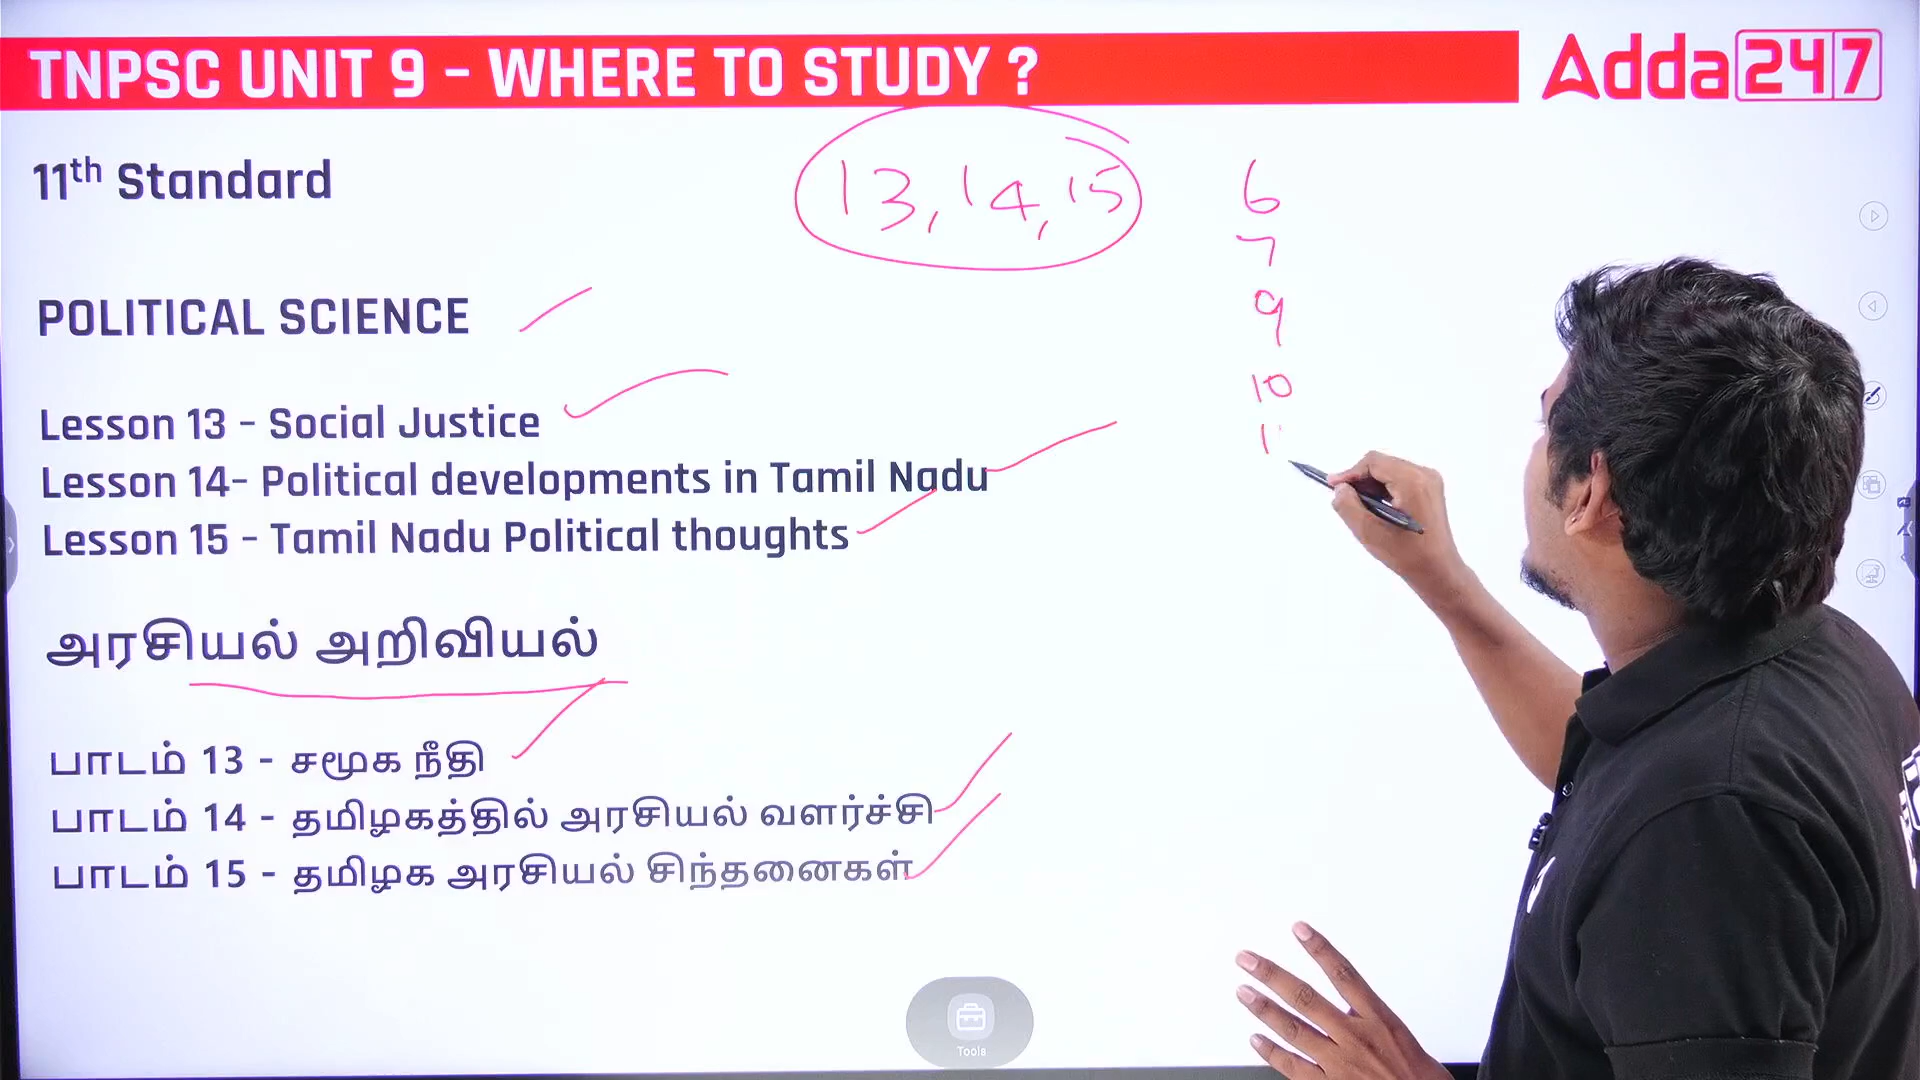 TNPSC UNIT 9 – WHERE TO STUDY ?
Adda 247
11th Standard
13, 14, 15
6
7
9
10
POLITICAL SCIENCE
Lesson 13 – Social Justice
Lesson 14– Political developments in Tamil Nadu
Lesson 15 – Tamil Nadu Political thoughts
அரசியல் அறிவியல்
பாடம் 13 - சமூக நீதி
பாடம் 14 - தமிழகத்தில் அரசியல் வளர்ச்சி
பாடம் 15 - தமிழக அரசியல் சிந்தனைகள்
Tools